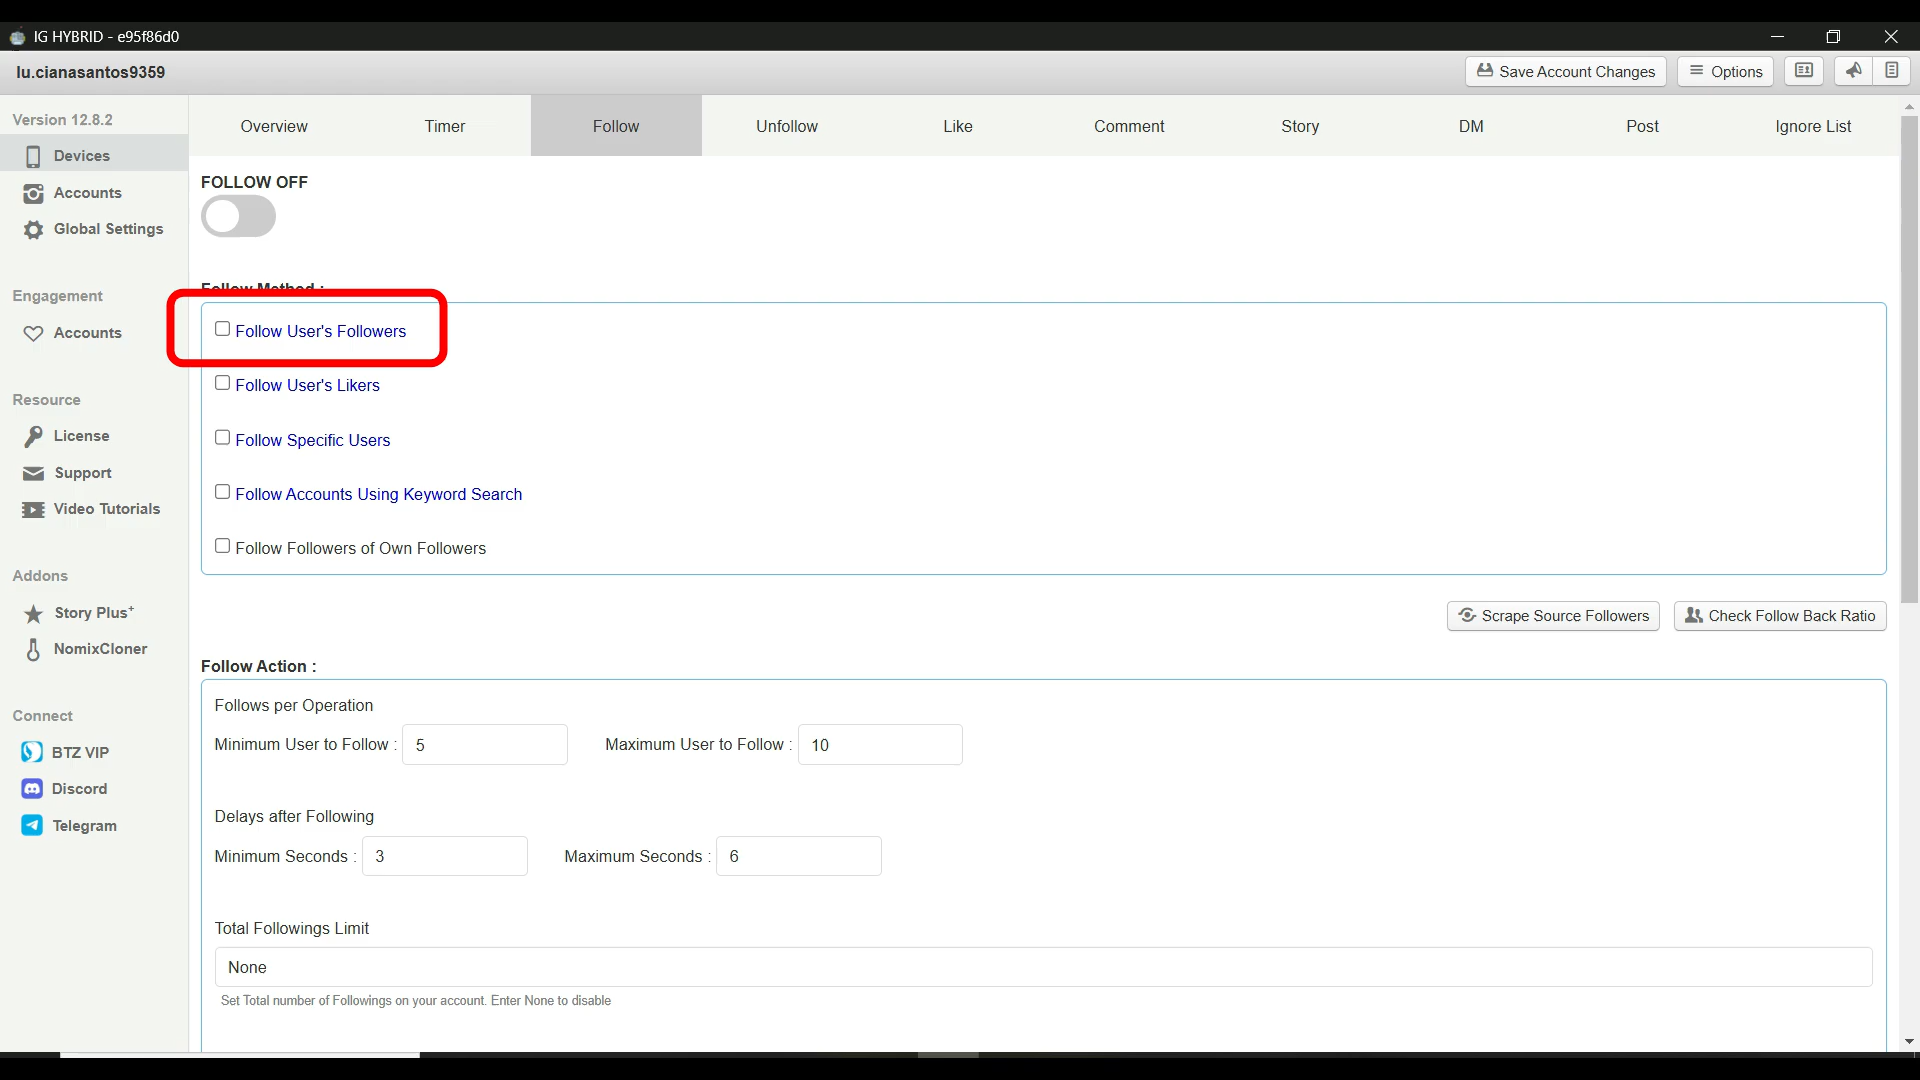 IG HYBRID - e95f86d0
lu.cianasantos9359
Save Account Changes
Options
Version 12.8.2
Devices
Accounts
Global Settings
Engagement
Accounts
Resource
License
Support
Video Tutorials
Addons
Story Plus+
NomixCloner
Connect
BTZ VIP
Discord
Telegram
Overview Timer Follow Unfollow Like Comment Story DM Post Ignore List
FOLLOW OFF
Follow Method :
Follow User's Followers
Follow User's Likers
Follow Specific Users
Follow Accounts Using Keyword Search
Follow Followers of Own Followers
Scrape Source Followers
Check Follow Back Ratio
Follow Action :
Follows per Operation
Minimum User to Follow : 5 Maximum User to Follow : 10
Delays after Following
Minimum Seconds : 3 Maximum Seconds : 6
Total Followings Limit
None
Set Total number of Followings on your account. Enter None to disable